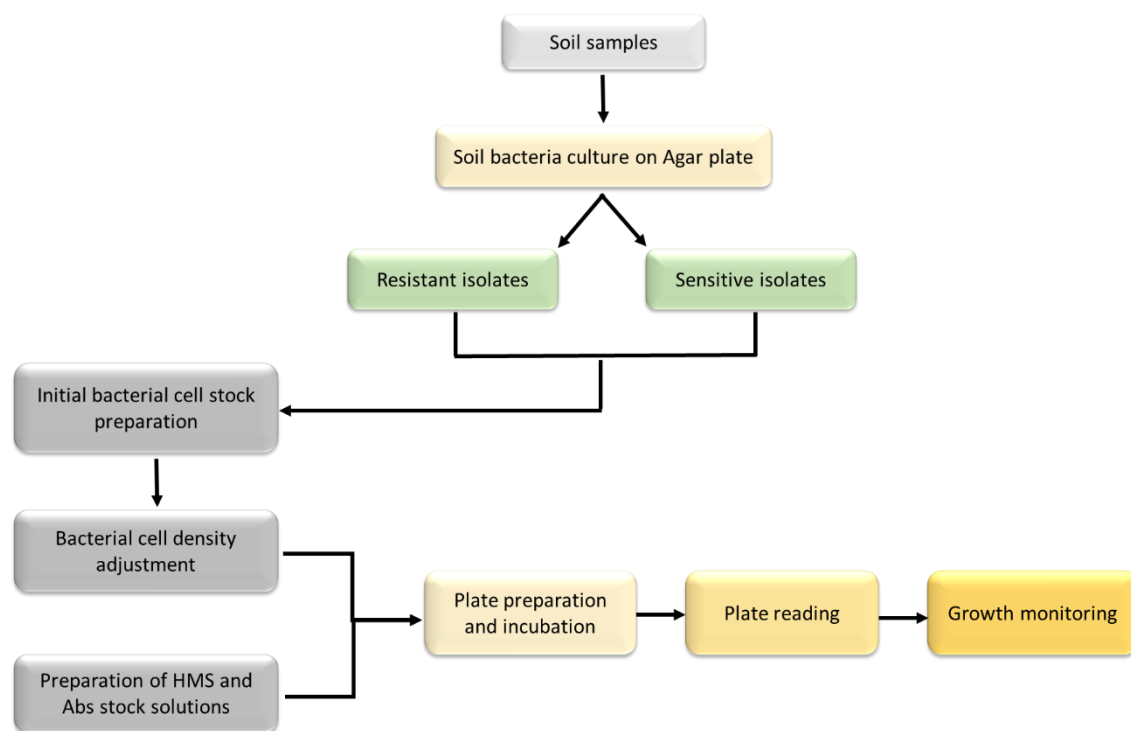 Soil samples
Soil bacteria culture on Agar plate
Resistant isolates
Sensitive isolates
Initial bacterial cell stock
preparation
Bacterial cell density
adjustment
Preparation of HMS and
Abs stock solutions
Plate preparation
and incubation
Plate reading
Growth monitoring